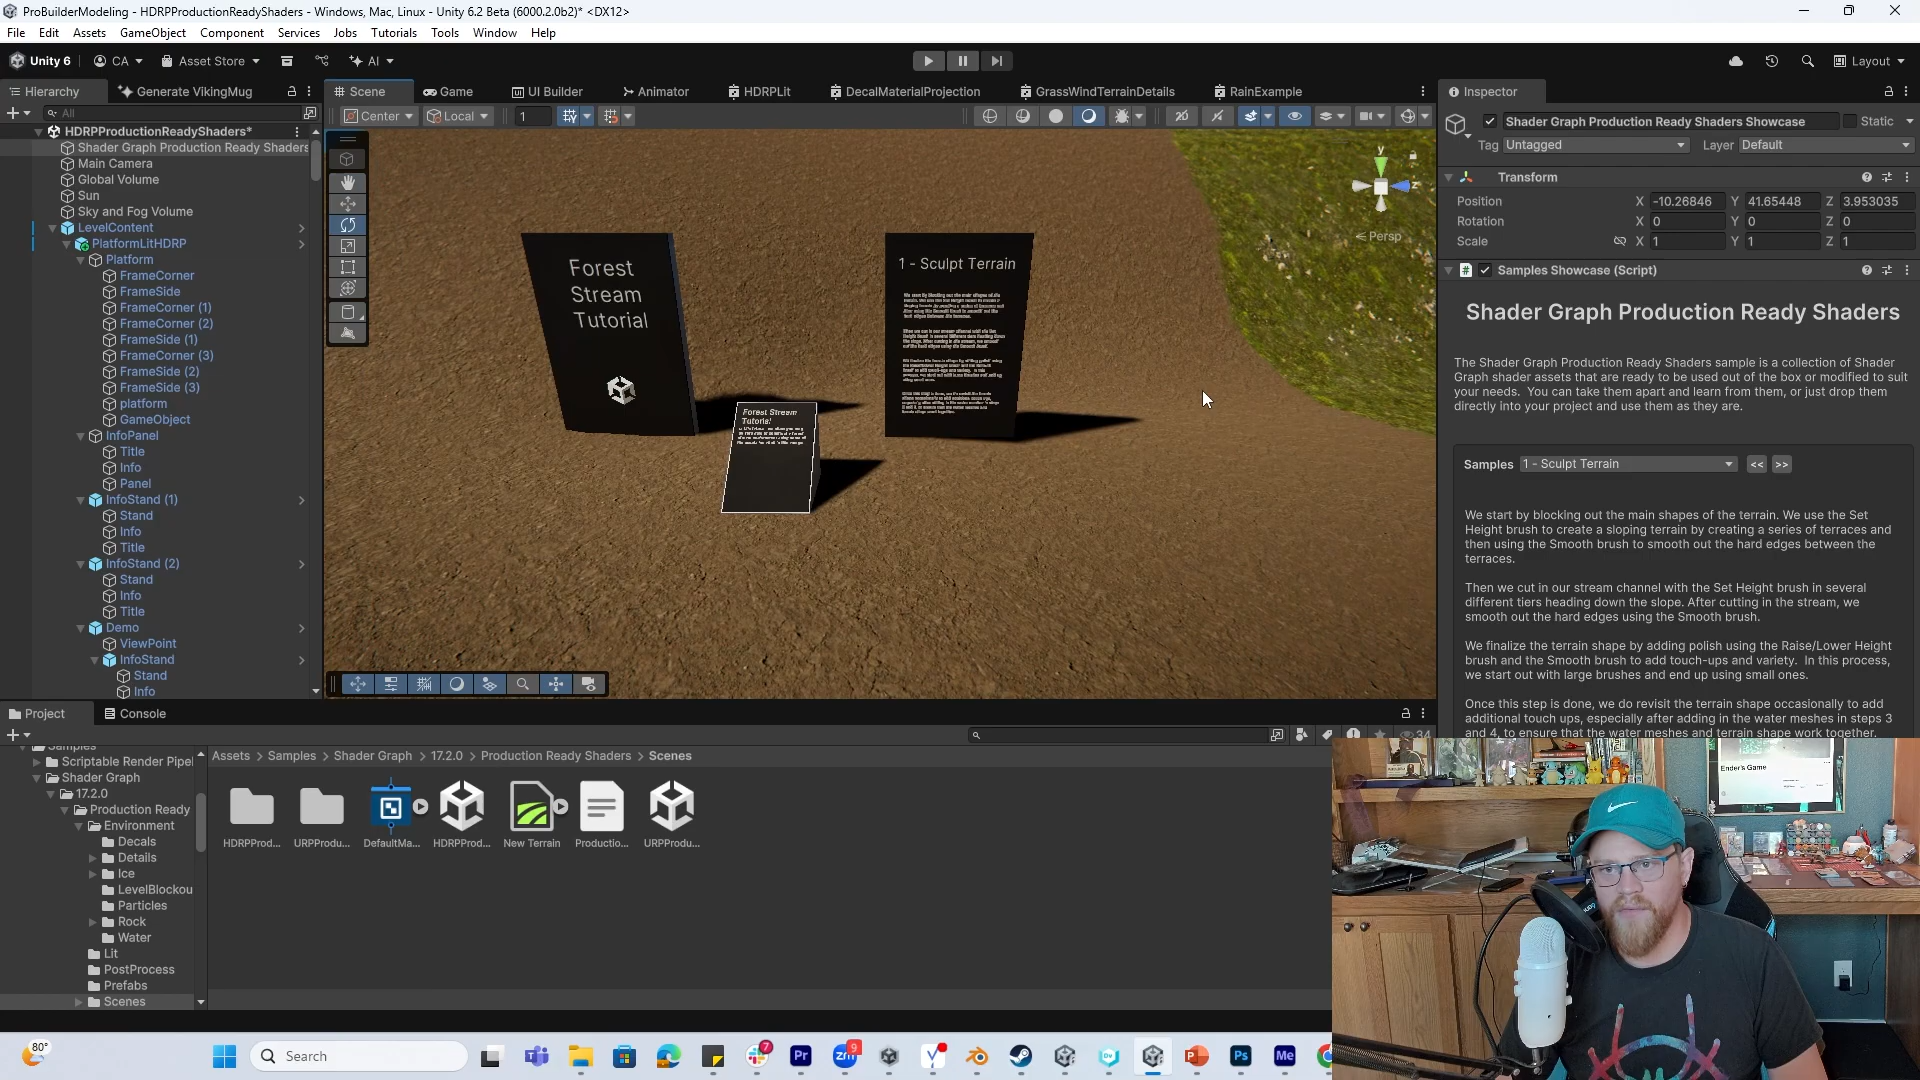 ProBuilderModeling - HDRPProductionReadyShaders - Windows, Mac, Linux - Unity 6.2 Beta (6000.2.0b2)* <DX12>
File Edit Assets GameObject Component Services Jobs Tutorials Tools Window Help
Unity 6 CA Asset Store AI Layout
Hierarchy Generate VikingMug Scene Game UI Builder Animator HDRPLit DecalMaterialProjection GrassWindTerrainDetails RainExample Inspector
All Center Local 1 2D
HDRPProductionReadyShaders*
Shader Graph Production Ready Shaders
Main Camera
Global Volume
Sun
Sky and Fog Volume
LevelContent
PlatformLitHDRP
Platform
FrameCorner
FrameSide
FrameCorner (1)
FrameCorner (2)
FrameSide (1)
FrameCorner (3)
FrameSide (2)
FrameSide (3)
platform
GameObject
InfoPanel
Title
Info
Panel
InfoStand (1)
Stand
Info
Title
InfoStand (2)
Stand
Info
Title
Demo
ViewPoint
InfoStand
Stand
Info
y
z
Persp
Forest
Stream
Tutorial
1 - Sculpt Terrain
Forest Stream
Tutorial
Shader Graph Production Ready Shaders Showcase Static
Tag Untagged Layer Default
Transform
Position X -10.26846 Y 41.65448 Z 3.953035
Rotation X 0 Y 0 Z 0
Scale X 1 Y 1 Z 1
Samples Showcase (Script)
Shader Graph Production Ready Shaders
The Shader Graph Production Ready Shaders sample is a collection of Shader
Graph shader assets that are ready to be used out of the box or modified to suit
your needs. You can take them apart and learn from them, or just drop them
directly into your project and use them as they are.
Samples 1 - Sculpt Terrain << >>
We start by blocking out the main shapes of the terrain. We use the Set
Height brush to create a sloping terrain by creating a series of terraces and
then using the Smooth brush to smooth out the hard edges between the
terraces.
Then we cut in our stream channel with the Set Height brush in several
different tiers heading down the slope. After cutting in the stream, we
smooth out the hard edges using the Smooth brush.
We finalize the terrain shape by adding polish using the Raise/Lower Height
brush and the Smooth brush to add touch-ups and variety. In this process,
we start out with large brushes and end up using small ones.
Once this step is done, we do revisit the terrain shape occasionally to add
additional touch ups, especially after adding in the water meshes in steps 3
and 4, to ensure that the water meshes and terrain shape work together.
Project Console
34
Samples
Scriptable Render Pipel
Shader Graph
17.2.0
Production Ready
Environment
Decals
Details
Ice
LevelBlockou
Particles
Rock
Water
Lit
PostProcess
Prefabs
Scenes
Assets > Samples > Shader Graph > 17.2.0 > Production Ready Shaders > Scenes
HDRPProd... URPProdu... DefaultMa... HDRPProd... New Terrain Productio... URPProdu...
Ender's Game
80°
Search
7
Pr
zm
9
Ps
Me